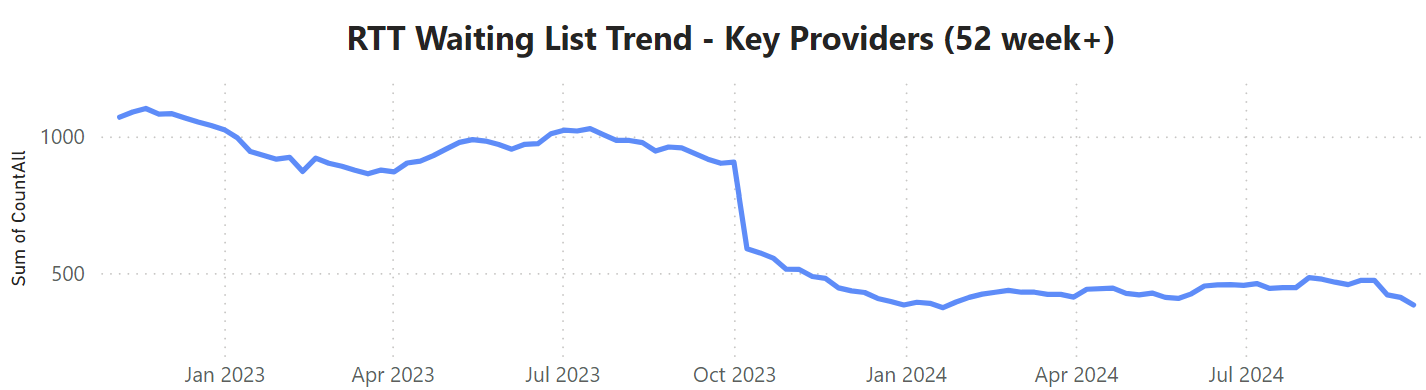 RTT Waiting List Trend - Key Providers (52 week+)
Sum of CountAll
1000
500
Jan 2023
Apr 2023
Jul 2023
Oct 2023
Jan 2024
Apr 2024
Jul 2024